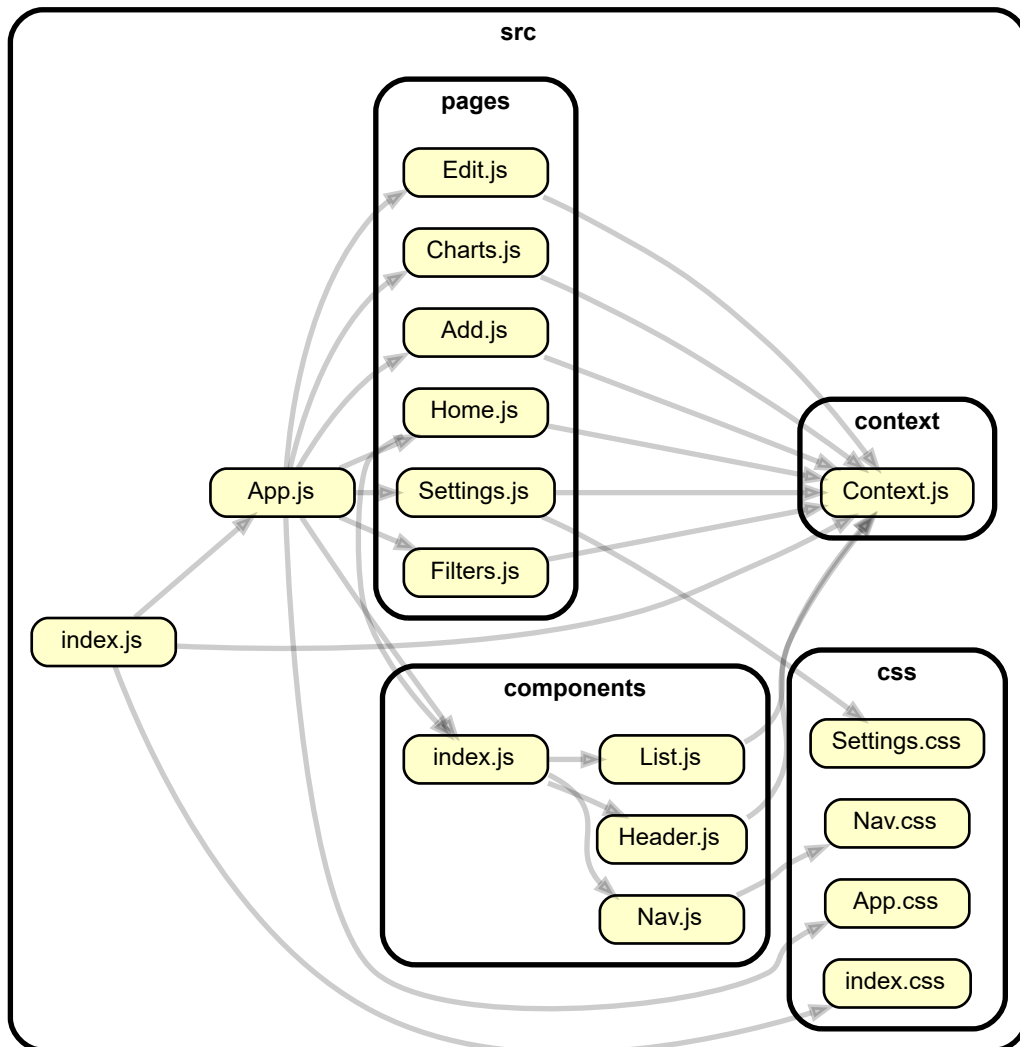 src
pages
Edit.js
Charts.js
Add.js
Home.js
Settings.js
Filters.js
App.js
index.js
context
Context.js
components
index.js
List.js
Header.js
Nav.js
css
Settings.css
Nav.css
App.css
index.css